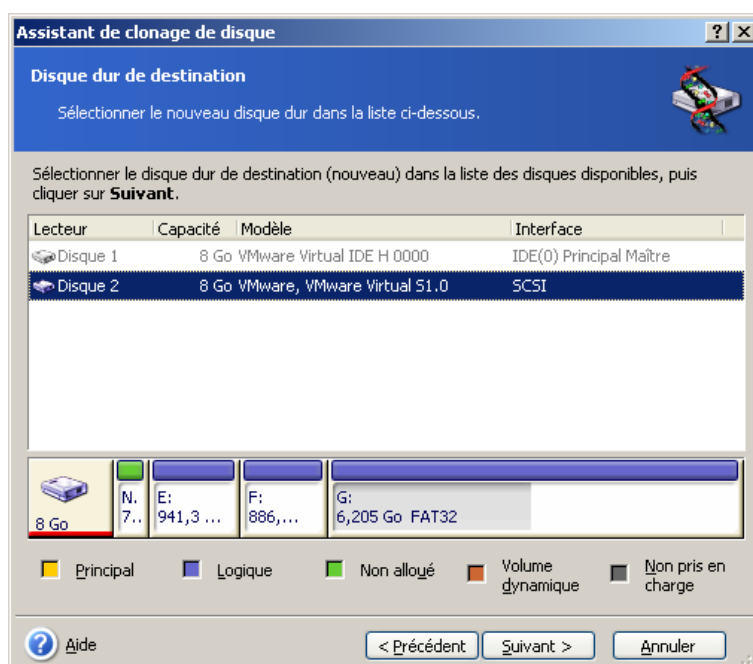 Assistant de clonage de disque
Disque dur de destination
Sélectionner le nouveau disque dur dans la liste ci-dessous.
Sélectionner le disque dur de destination (nouveau) dans la liste des disques disponibles, puis
cliquer sur Suivant.
Lecteur Capacité Modèle Interface
Disque 1 8 Go VMware Virtual IDE H 0000 IDE(0) Principal Maître
Disque 2 8 Go VMware, VMware Virtual S1.0 SCSI
N. E: F: G:
8 Go 7.. 941,3 ... 886,... 6,205 Go FAT32
Principal Logique Non alloué Volume dynamique Non pris en charge
Aide < Précédent Suivant > Annuler